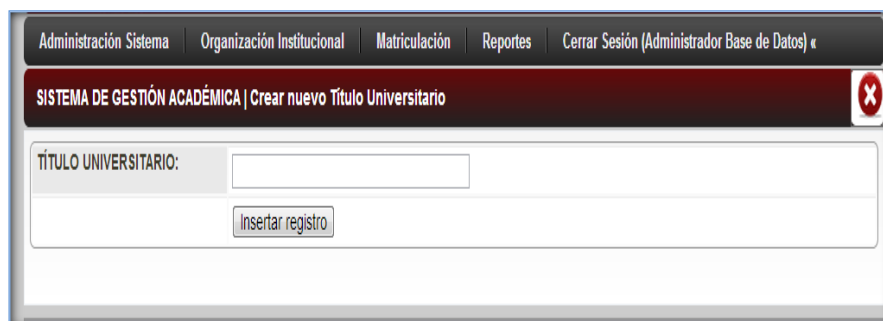 Administración Sistema Organización Institucional Matriculación Reportes Cerrar Sesión (Administrador Base de Datos) «
SISTEMA DE GESTIÓN ACADÉMICA | Crear nuevo Título Universitario
TÍTULO UNIVERSITARIO:
Insertar registro